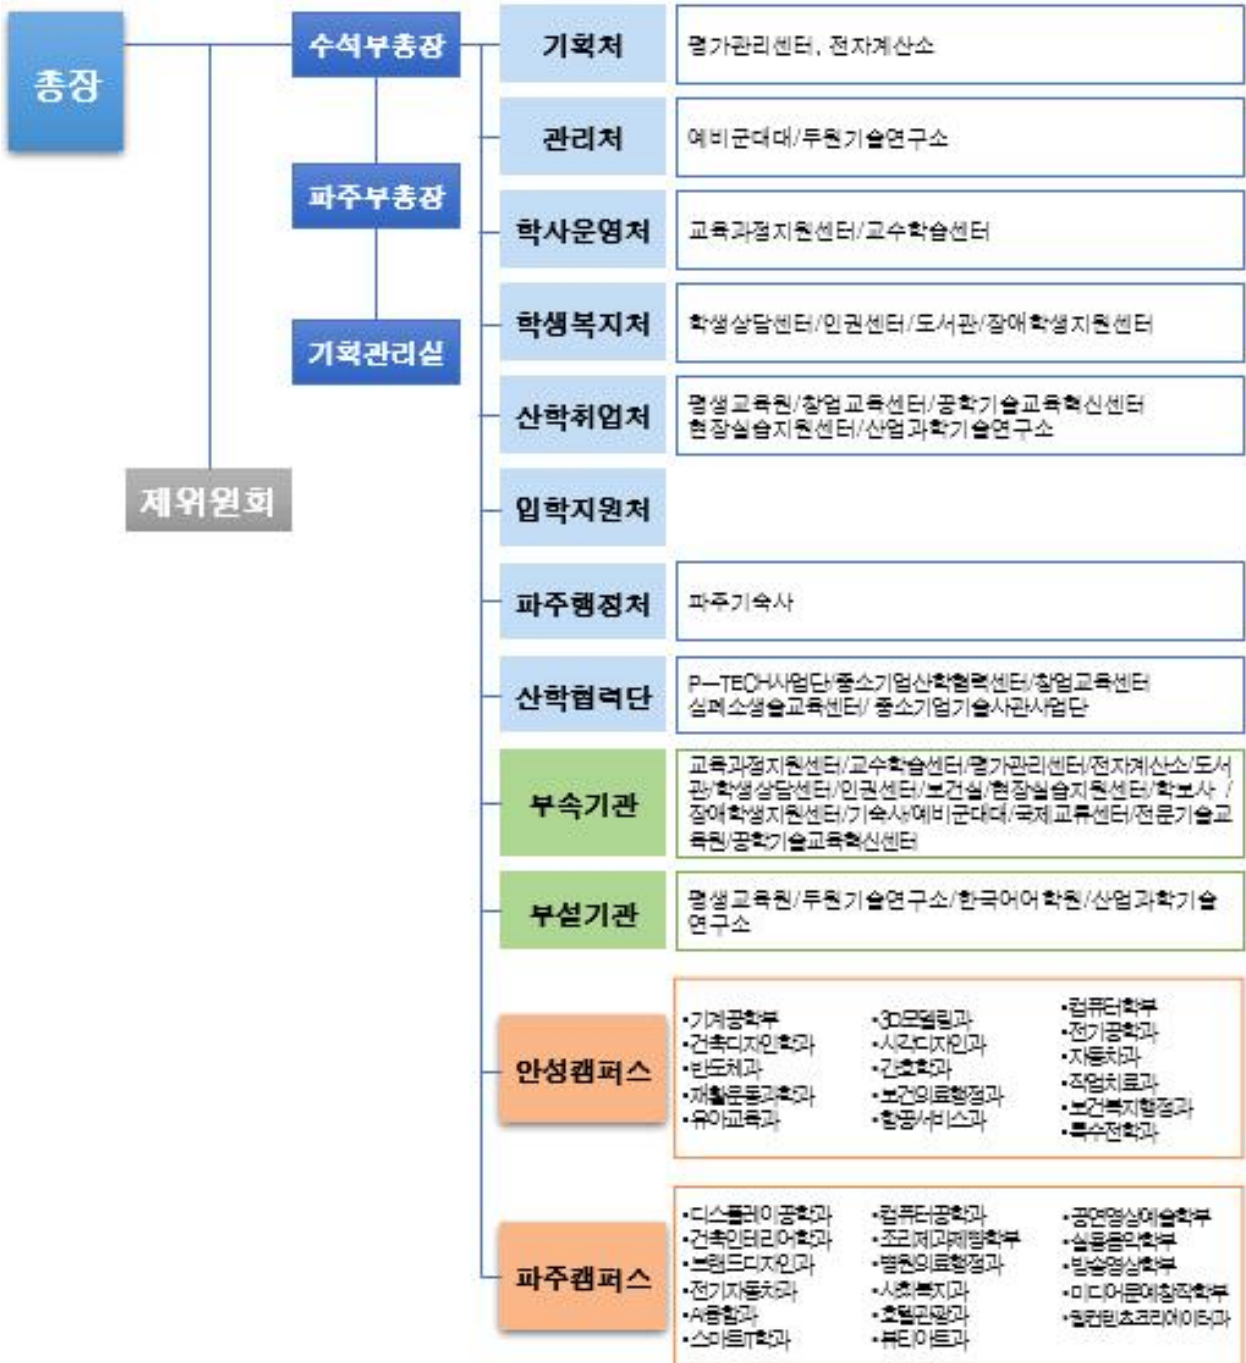 총장
수석부총장
파주부총장
기획관리실
제위원회
기획처
평가관리센터, 전자계산소
관리처
예비군대대/두원기술연구소
학사운영처
교육과정지원센터/교수학습센터
학생복지처
학생상담센터/인권센터/도서관/장애학생지원센터
산학취업처
평생교육원/창업교육센터/공학기술교육혁신센터
현장실습지원센터/산업과학기술연구소
입학지원처
파주행정처
파주기숙사
산학협력단
P-TECH사업단/중소기업산학협력센터/창업교육센터
심폐소생술교육센터/ 중소기업기술사관사업단
부속기관
교육과정지원센터/교수학습센터/평가관리센터/전자계산소/도서
관/학생상담센터/인권센터/보건실/현장실습지원센터/학보사 /
장애학생지원센터/기숙사/예비군대대/국제교류센터/전문기술교
육원/공학기술교육혁신센터
부설기관
평생교육원/두원기술연구소/한국어어학원/산업과학기술
연구소
안성캠퍼스
•기계공학부
•건축디자인학과
•반도체과
•재활운동과학과
•유아교육과
•3D모델링과
•시각디자인과
•간호학과
•보건의료행정과
•항공서비스과
•컴퓨터학부
•전기공학과
•자동차과
•작업치료과
•보건복지행정과
•특수전학과
파주캠퍼스
•디스플레이공학과
•건축인테리어학과
•브랜드디자인과
•전기자동차과
•AI융합과
•스마트IT학과
•컴퓨터공학과
•조리제과제빵학부
•병원의료행정과
•사회복지과
•호텔관광과
•뷰티아트과
•공연영상예술학부
•실용음악학부
•방송영상학부
•미디어문예창작학부
•웹컨텐츠크리에이터과